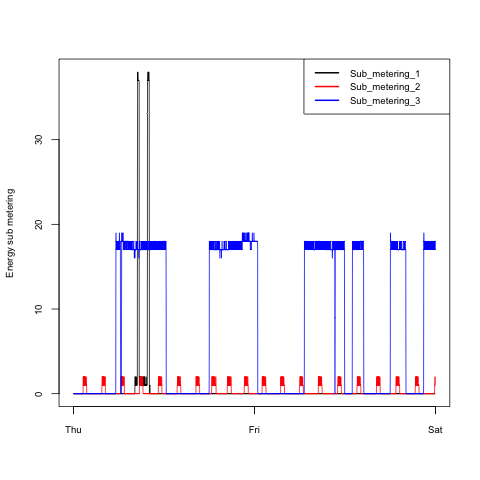 Sub_metering_1
Sub_metering_2
Sub_metering_3
Energy sub metering
30
20
10
0
Thu
Fri
Sat